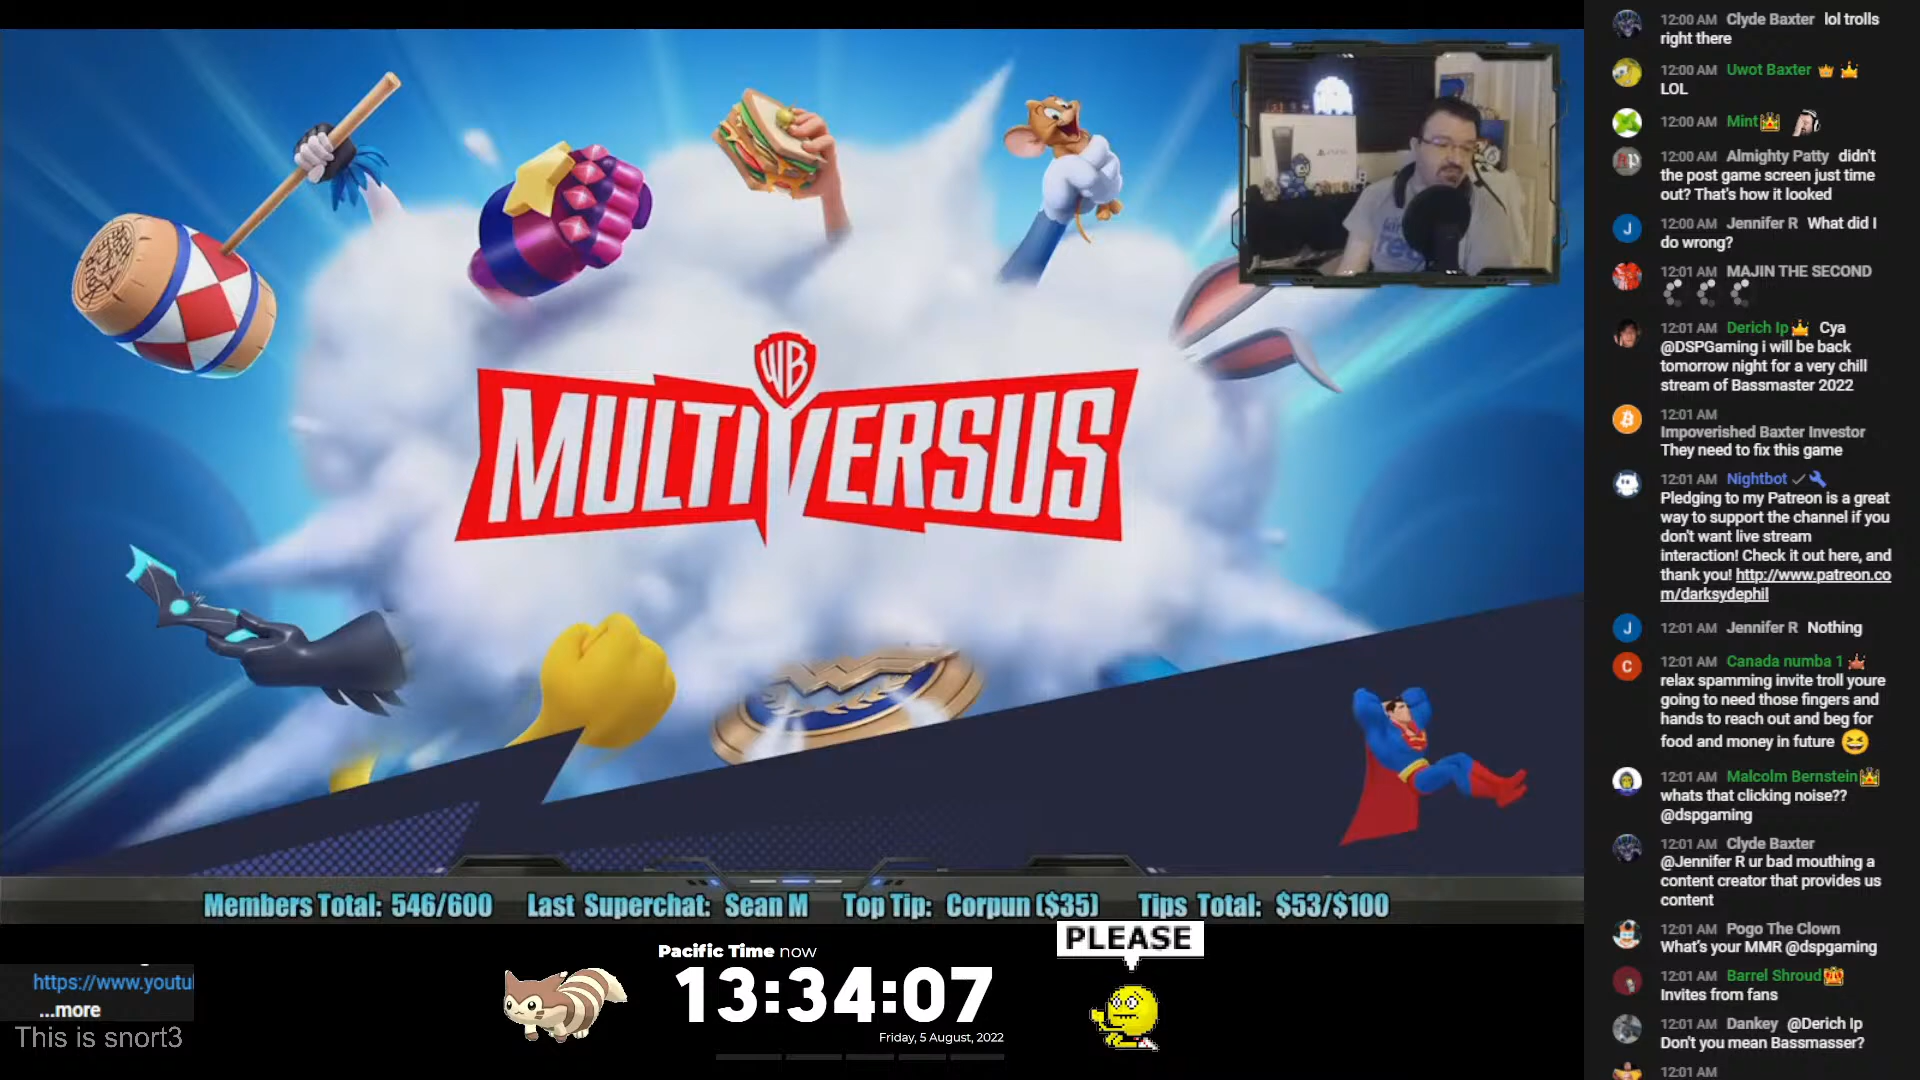 WB
MULTIVERSUS
Members Total: 546/600
Last Superchat: Sean M
Top Tip: Corpun ($35)
Tips Total: $53/$100
Pacific Time now
13:34:07
Friday, 5 August, 2022
PLEASE
https://www.youtu
...more
This is snort3
12:00 AM Clyde Baxter lol trolls
right there
12:00 AM Uwot Baxter
LOL
12:00 AM Mint
12:00 AM Almighty Patty didn't
the post game screen just time
out? That's how it looked
12:00 AM Jennifer R What did I
do wrong?
12:01 AM MAJIN THE SECOND
12:01 AM Derich Ip Cya
@DSPGaming i will be back
tomorrow night for a very chill
stream of Bassmaster 2022
12:01 AM
Impoverished Baxter Investor
They need to fix this game
12:01 AM Nightbot
Pledging to my Patreon is a great
way to support the channel if you
don't want live stream
interaction! Check it out here, and
thank you! http://www.patreon.co
m/darksydephil
12:01 AM Jennifer R Nothing
12:01 AM Canada numba 1
relax spamming invite troll youre
going to need those fingers and
hands to reach out and beg for
food and money in future
12:01 AM Malcolm Bernstein
whats that clicking noise??
@dspgaming
12:01 AM Clyde Baxter
@Jennifer R ur bad mouthing a
content creator that provides us
content
12:01 AM Pogo The Clown
What's your MMR @dspgaming
12:01 AM Barrel Shroud
Invites from fans
12:01 AM Dankey @Derich Ip
Don't you mean Bassmasser?
12:01 AM